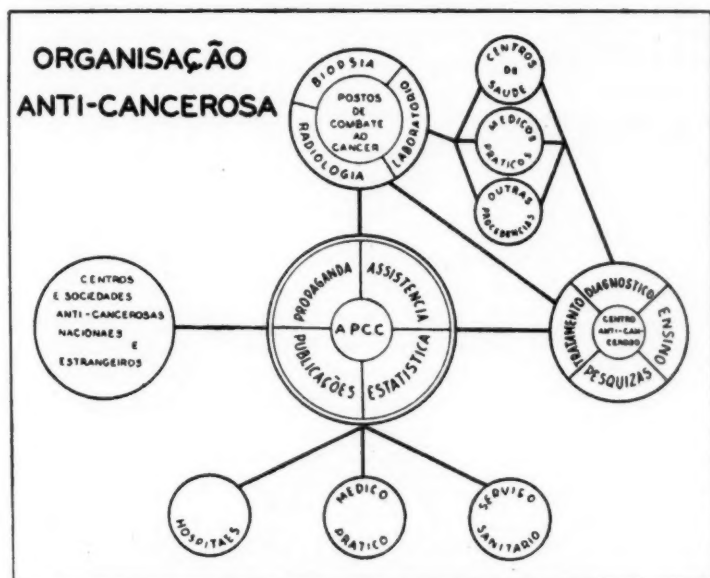 ORGANISAÇÃO
ANTI-CANCEROSA
BIOPSIA
LABORATORIO
RADIOLOGIA
POSTOS
DE
COMBATE
AO
CANCER
CENTROS
DE
SAUDE
MEDICOS
PRATICOS
OUTRAS
PROCEDENCIAS
CENTROS
E SOCIEDADES
ANTI-CANCEROSAS
NACIONAES
E
ESTRANGEIROS
PROPAGANDA
ASSISTENCIA
APCC
PUBLICAÇÕES
ESTATISTICA
DIAGNOSTICO
TRATAMENTO
ENSINO
PESQUIZAS
CENTRO
ANTI-CAN-
CEROSO
HOSPITAES
MEDICO
PRATICO
SERVIÇO
SANITARIO